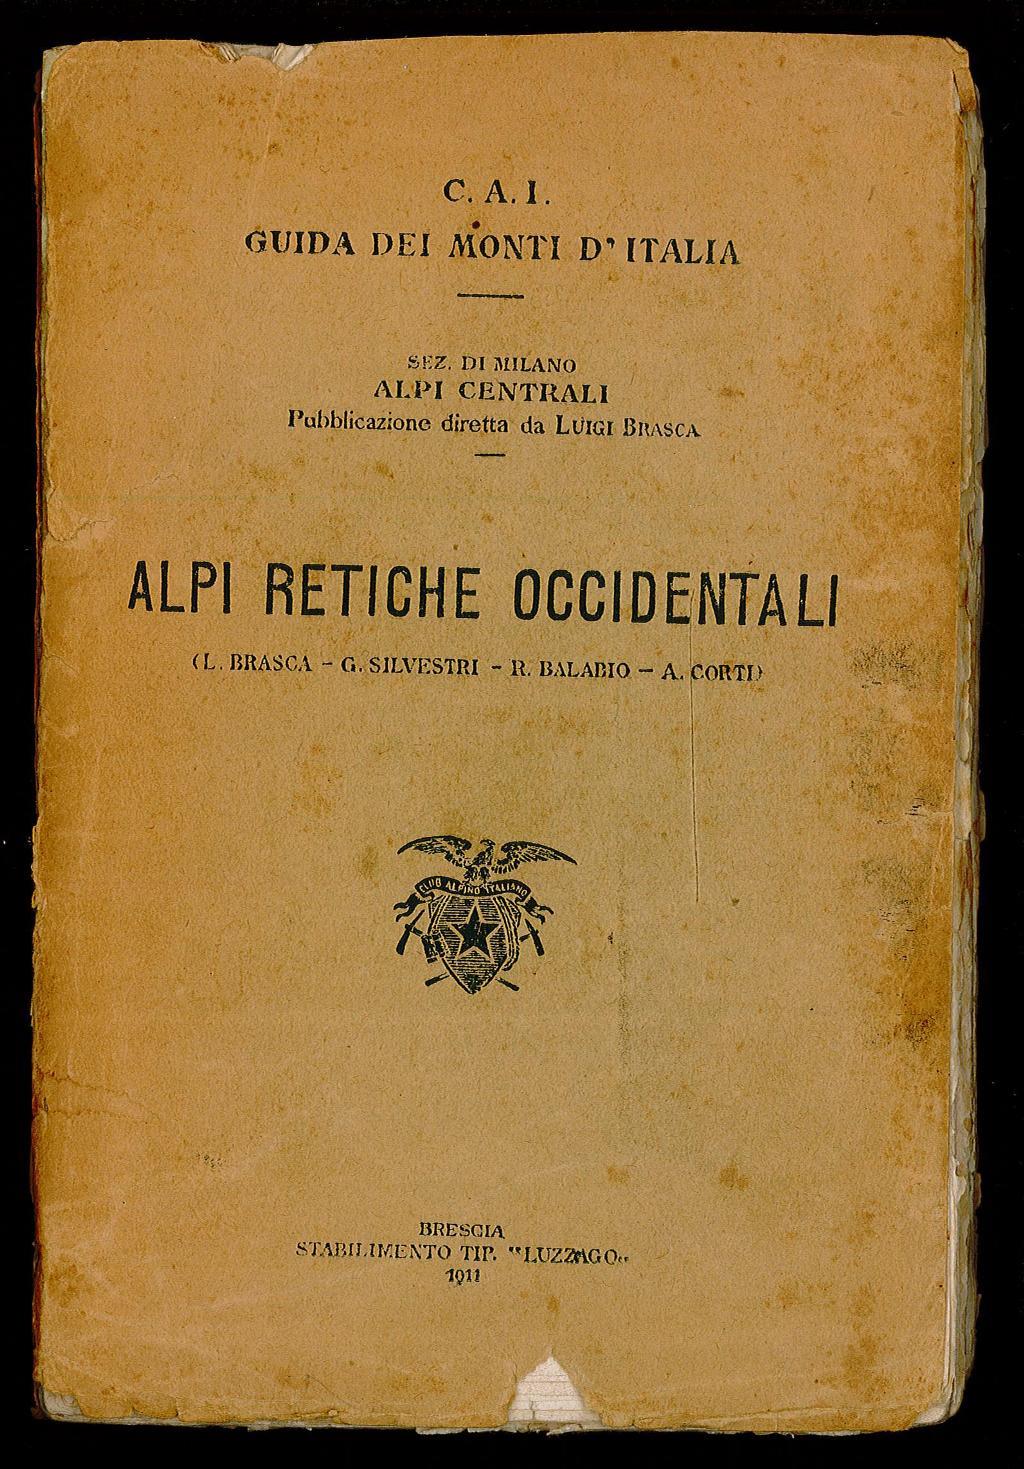 C. A. I.
GUIDA DEI MONTI D' ITALIA
SEZ. DI MILANO
ALPI CENTRALI
Pubblicazione diretta da LUIGI BRASCA
ALPI RETICHE OCCIDENTALI
(L. BRASCA - G. SILVESTRI - R. BALABIO - A. CORTI)
CLUB ALPINO ITALIANO
BRESCIA
STABILIMENTO TIP. "LUZZAGO"
1911